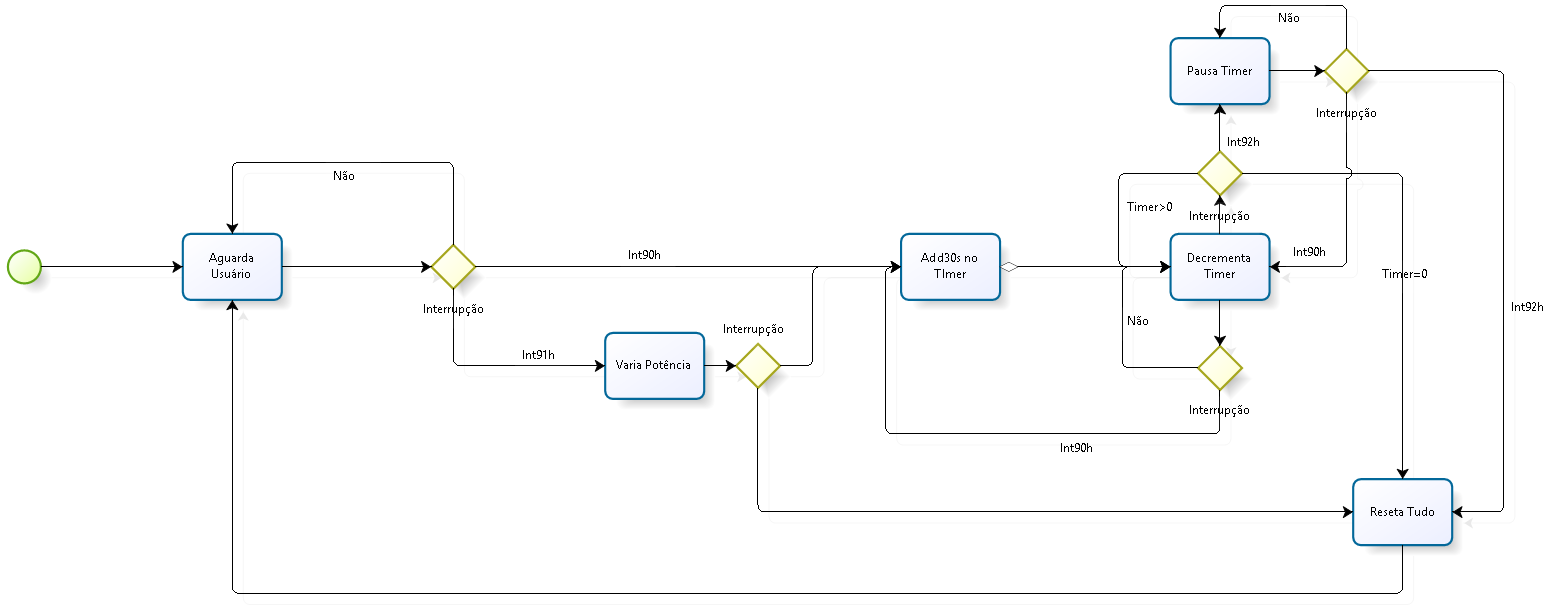 Não
Pausa Timer
Interrupção
Int92h
Não
Timer>0
Interrupção
Aguarda
Usuário
Int90h
Add30s no
TImer
Decrementa
Timer
Int90h
Timer=0
Interrupção
Int92h
Interrupção
Não
Int91h
Varia Potência
Interrupção
Int90h
Reseta Tudo